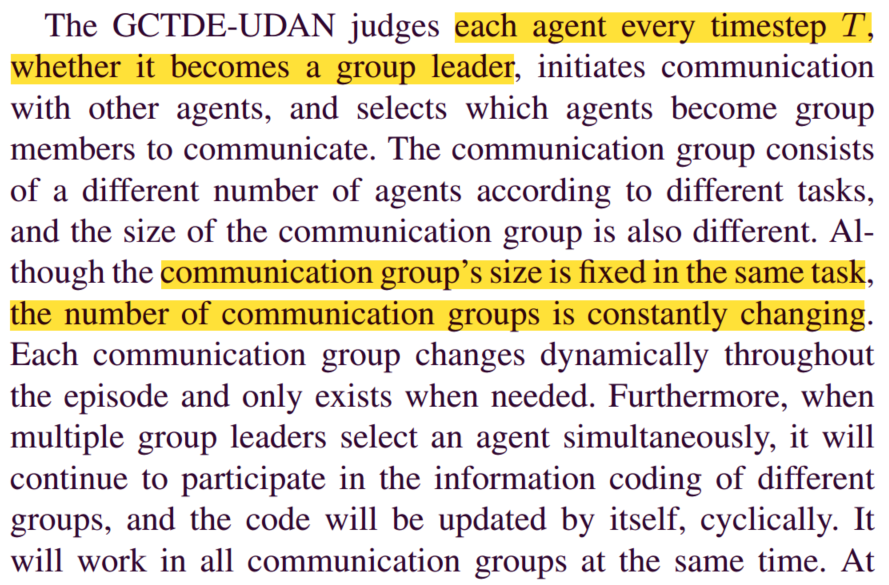 The GCTDE-UDAN judges each agent every timestep T,
whether it becomes a group leader, initiates communication
with other agents, and selects which agents become group
members to communicate. The communication group consists
of a different number of agents according to different tasks,
and the size of the communication group is also different. Al-
though the communication group's size is fixed in the same task,
the number of communication groups is constantly changing.
Each communication group changes dynamically throughout
the episode and only exists when needed. Furthermore, when
multiple group leaders select an agent simultaneously, it will
continue to participate in the information coding of different
groups, and the code will be updated by itself, cyclically. It
will work in all communication groups at the same time. At